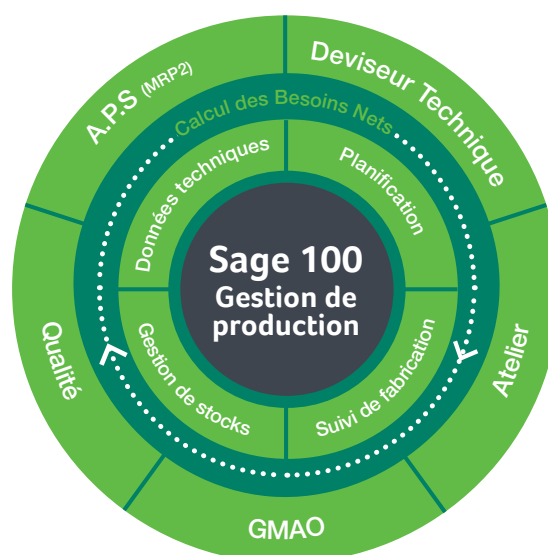 A.P.S (MRP2)
Deviseur Technique
Calcul des Besoins Nets
Données techniques
Planification
Sage 100
Gestion de
production
Qualité
Atelier
Gestion de stocks
Suivi de fabrication
GMAO